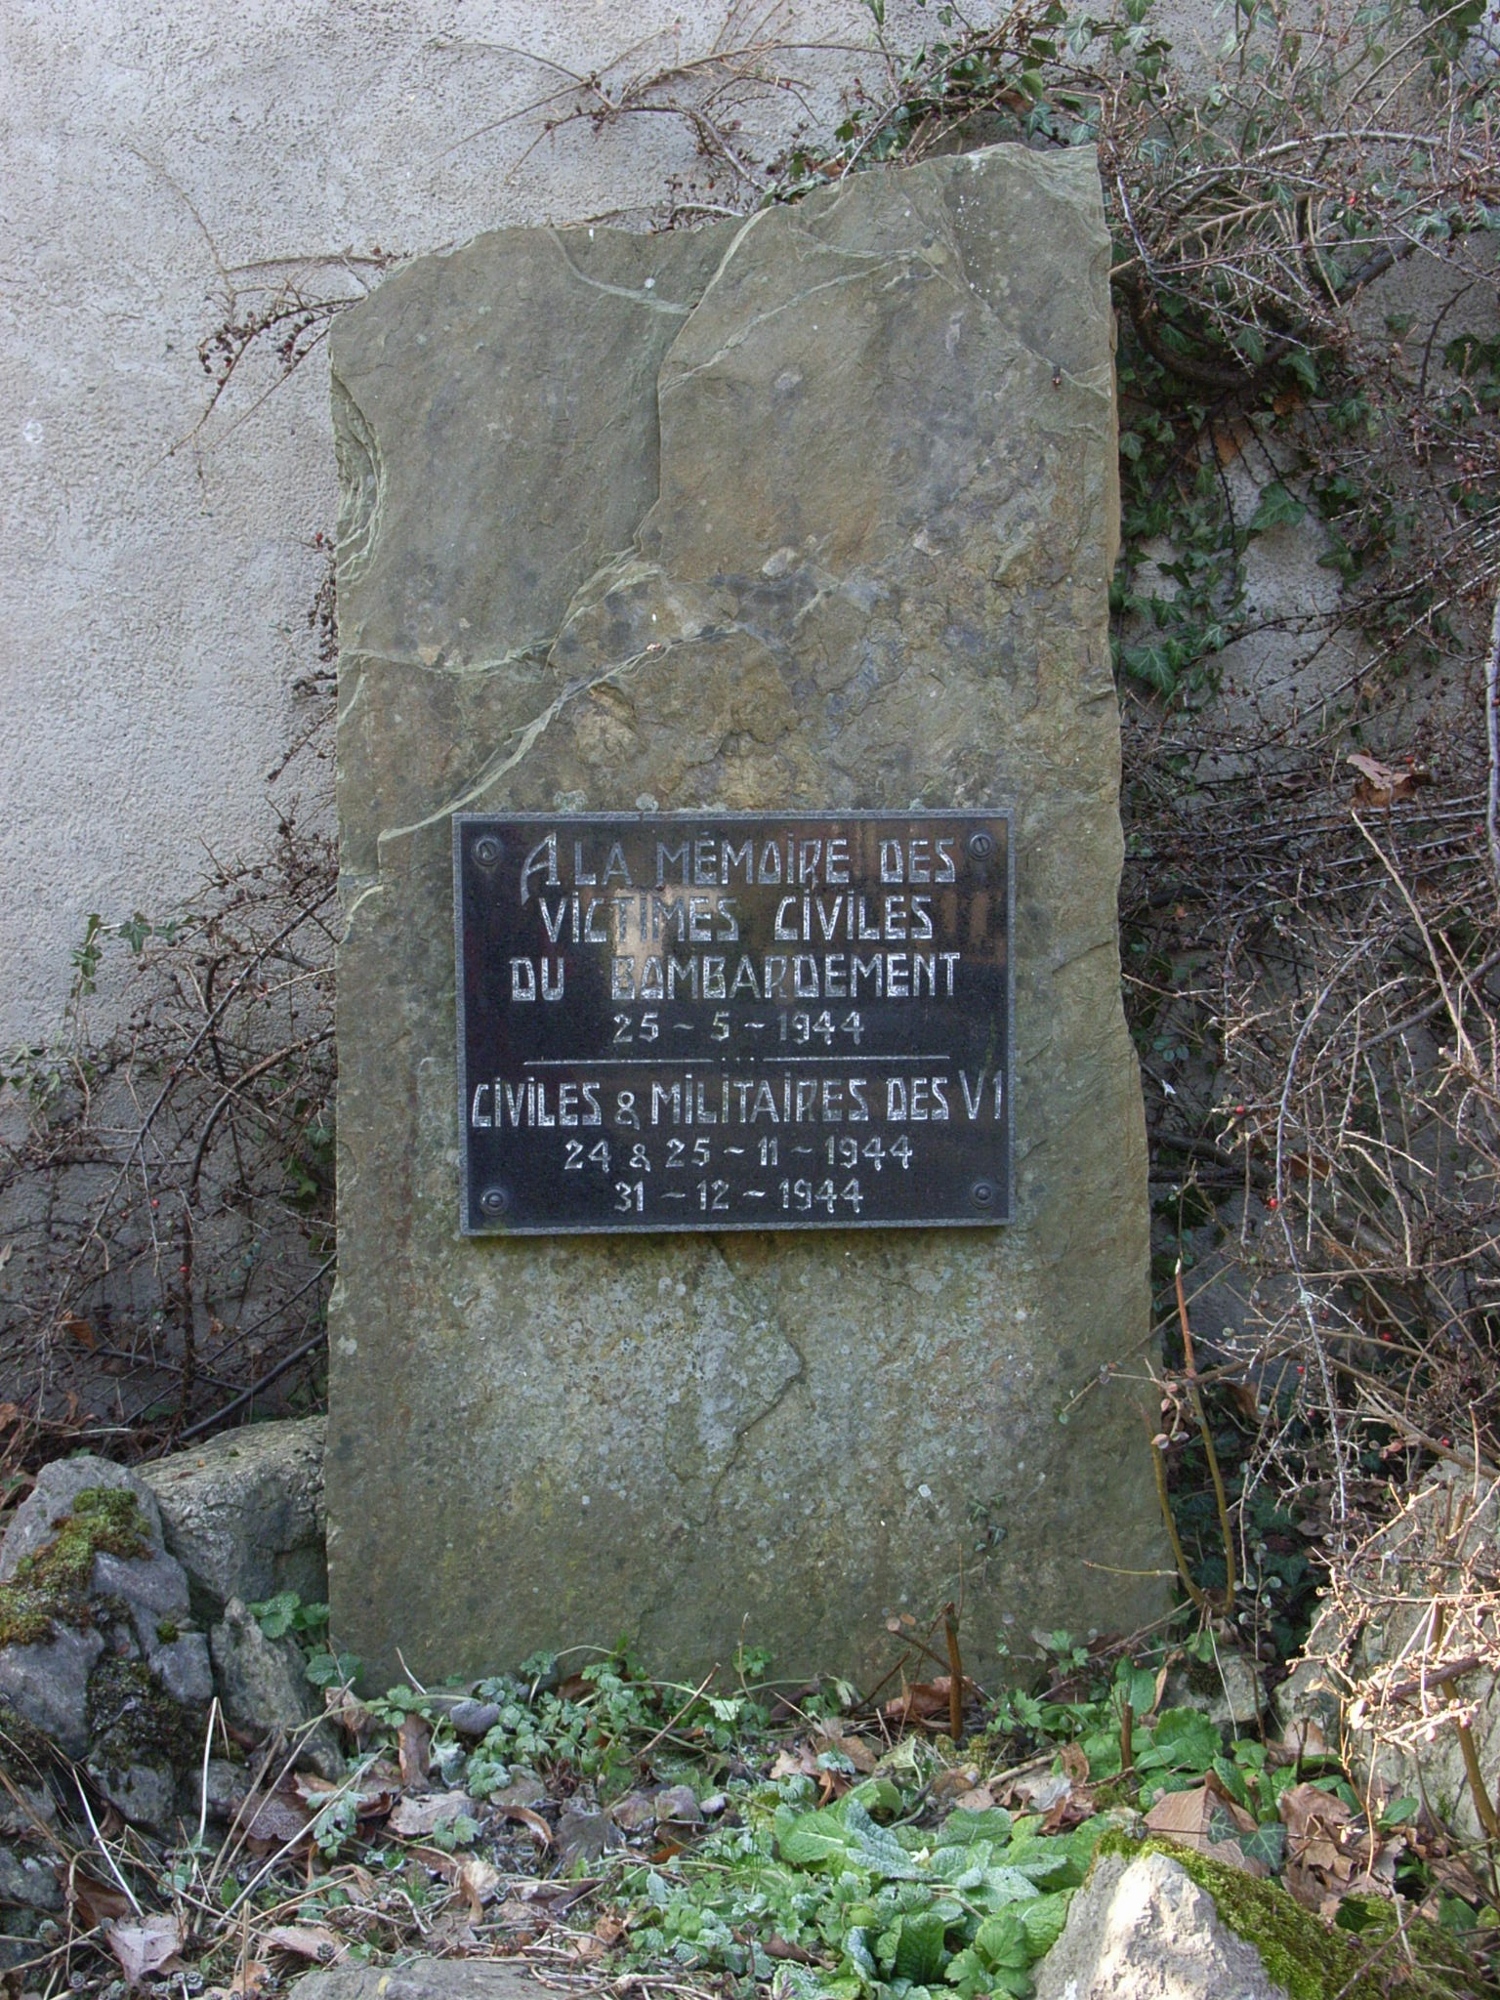 A LA MÉMOIRE DES
VICTIMES CIVILES
DU BOMBARDEMENT
25 ~ 5 ~ 1944
CIVILES & MILITAIRES DES V1
24 & 25 ~ 11 ~ 1944
31 ~ 12 ~ 1944